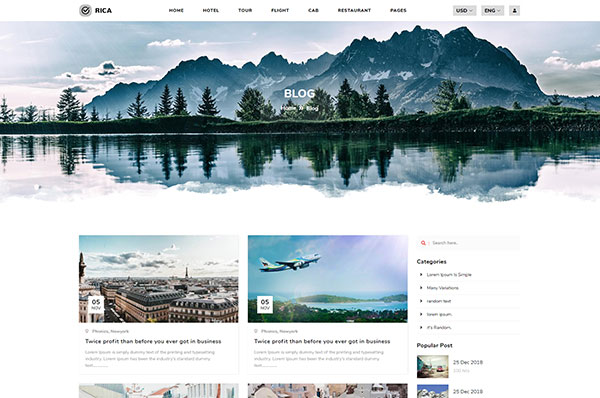 RICA
HOME HOTEL TOUR FLIGHT CAB RESTAURANT PAGES
USD ENG
BLOG
Home Blog
05
NOV
Phoenix, Newyork
Twice profit than before you ever got in business
Lorem Ipsum is simply dummy text of the printing and typesetting
industry. Lorem Ipsum has been the industry's standard dummy
text..............
05
NOV
Phoenix, Newyork
Twice profit than before you ever got in business
Lorem Ipsum is simply dummy text of the printing and typesetting
industry. Lorem Ipsum has been the industry's standard dummy
text..............
Search here..
Categories
Lorem Ipsum Is Simple
Many Variations
random text
lorem ipsum
it's Random.
Popular Post
25 Dec 2018
25 Dec 2018